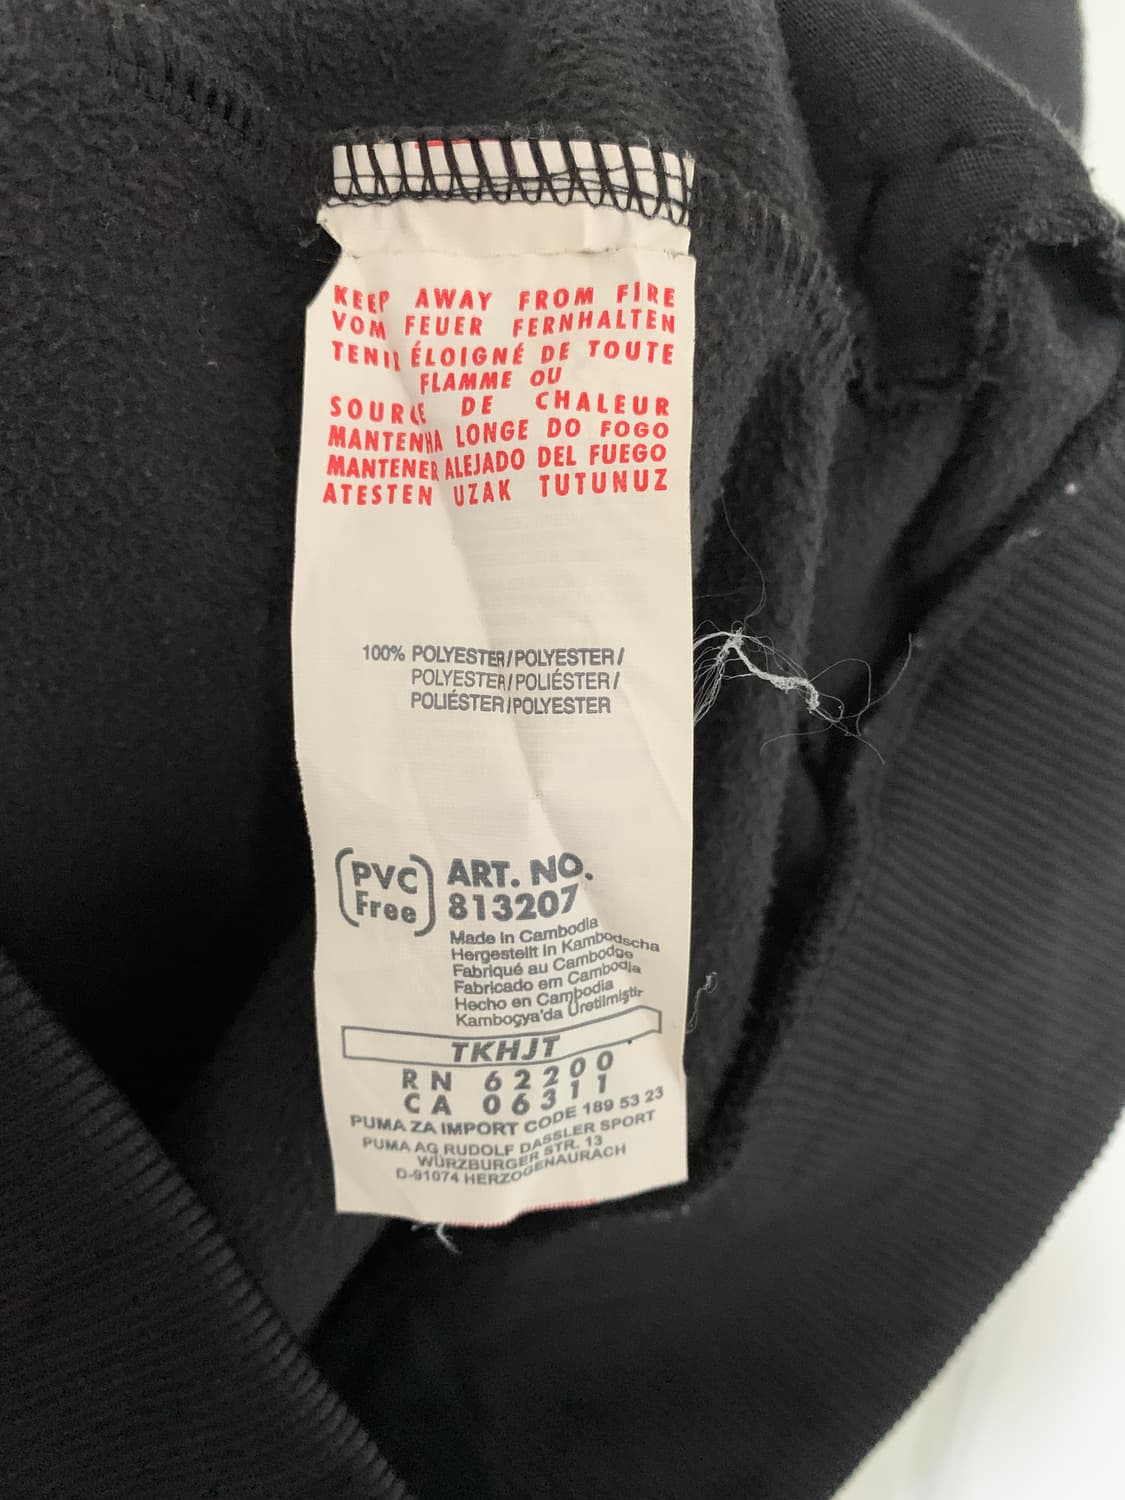 KEEP AWAY FROM FIRE
VOM FEUER FERNHALTEN
TENIR ÉLOIGNÉ DE TOUTE
FLAMME OU
SOURCE DE CHALEUR
MANTENHA LONGE DO FOGO
MANTENER ALEJADO DEL FUEGO
ATESTEN UZAK TUTUNUZ
100% POLYESTER/POLYESTER/
POLYESTER/POLIÉSTER/
POLIÉSTER/POLYESTER
(PVC Free)
ART. NO.
813207
Made in Cambodia
Hergestellt in Kambodscha
Fabriqué au Cambodge
Fabricado em Cambodja
Hecho en Cambodia
Kamboçya'da Üretilmiştir
TKHJT
RN 62200
CA 06311
PUMA ZA IMPORT CODE 189 53 23
PUMA AG RUDOLF DASSLER SPORT
WÜRZBURGER STR. 13
D-91074 HERZOGENAURACH